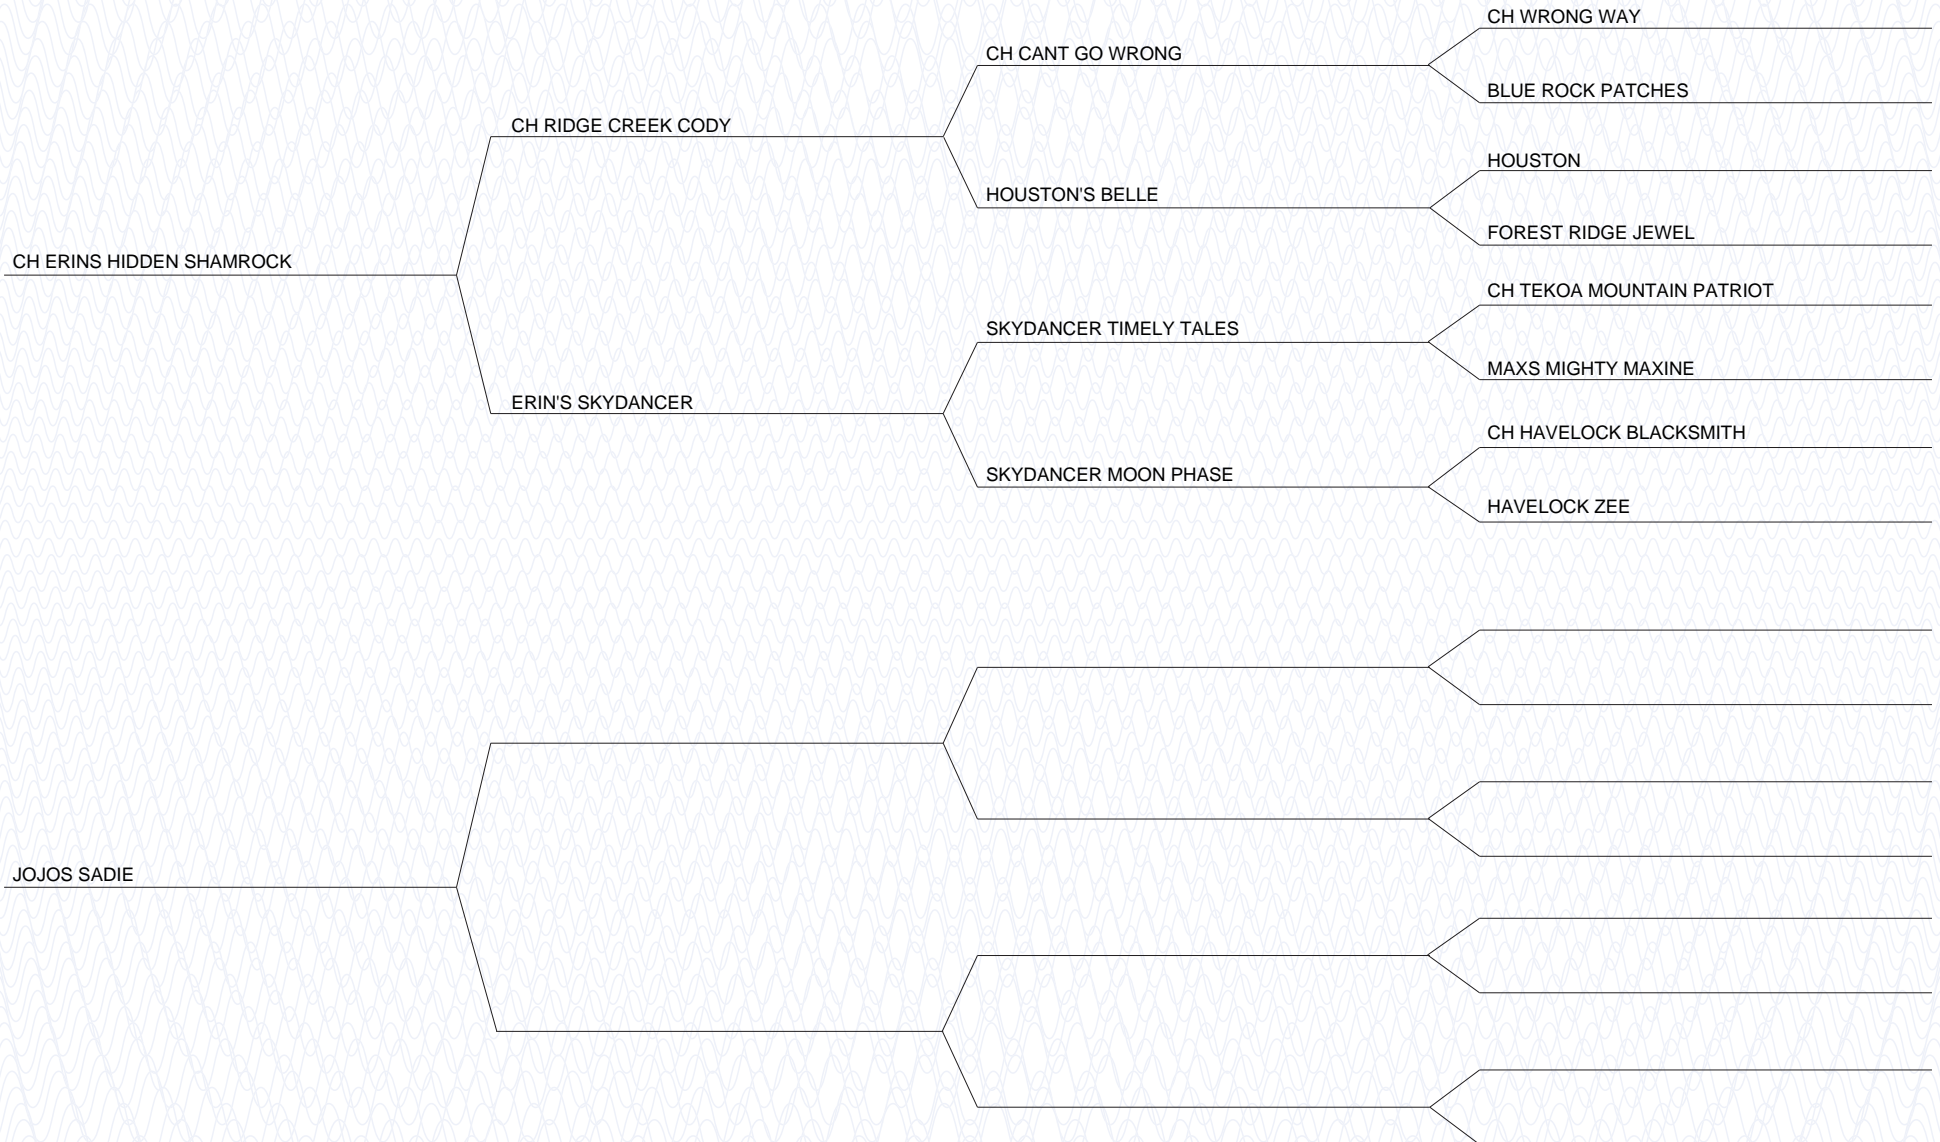 CH WRONG WAY
CH CANT GO WRONG
BLUE ROCK PATCHES
CH RIDGE CREEK CODY
HOUSTON
HOUSTON'S BELLE
FOREST RIDGE JEWEL
CH ERINS HIDDEN SHAMROCK
CH TEKOA MOUNTAIN PATRIOT
SKYDANCER TIMELY TALES
MAXS MIGHTY MAXINE
ERIN'S SKYDANCER
CH HAVELOCK BLACKSMITH
SKYDANCER MOON PHASE
HAVELOCK ZEE
JOJOS SADIE